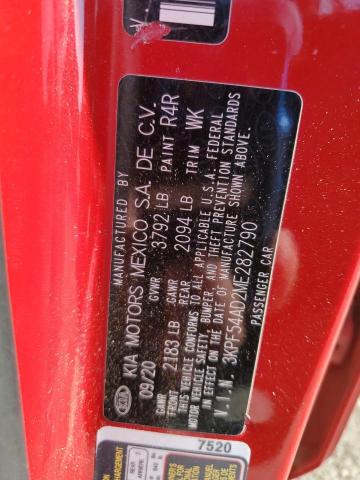 MANUFACTURED BY
KIA KIA MOTORS MEXICO S.A. DE C.V.
09/20 GVWR 3792 LB PAINT R4R
GAWR FRONT 2183 LB GAWR REAR 2094 LB TRIM WK
THIS VEHICLE CONFORMS TO ALL APPLICABLE U.S.A. FEDERAL
MOTOR VEHICLE SAFETY, BUMPER, AND THEFT PREVENTION STANDARDS
IN EFFECT ON THE DATE OF MANUFACTURE SHOWN ABOVE.
V.I.N. 3KPF54AD2ME282790
PASSENGER CAR
7520